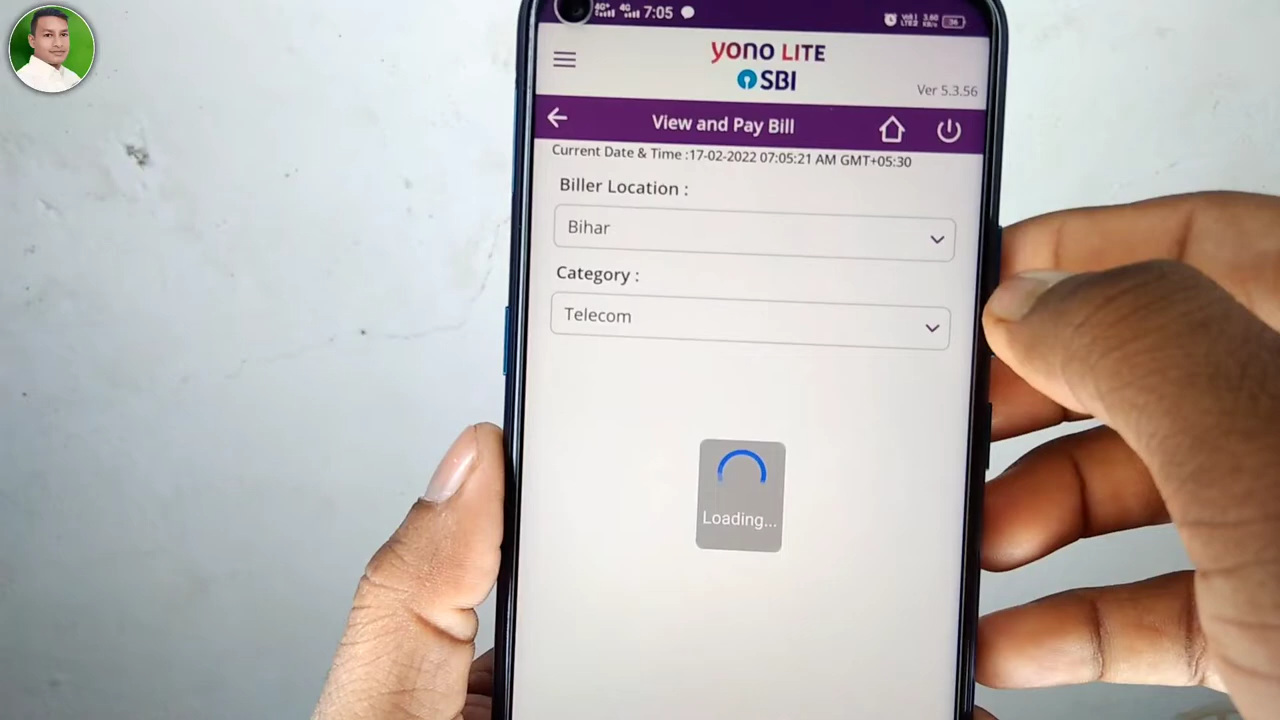 7:05
yono LITE
SBI
Ver 5.3.56
View and Pay Bill
Current Date & Time :17-02-2022 07:05:21 AM GMT+05:30
Biller Location :
Bihar
Category :
Telecom
Loading...